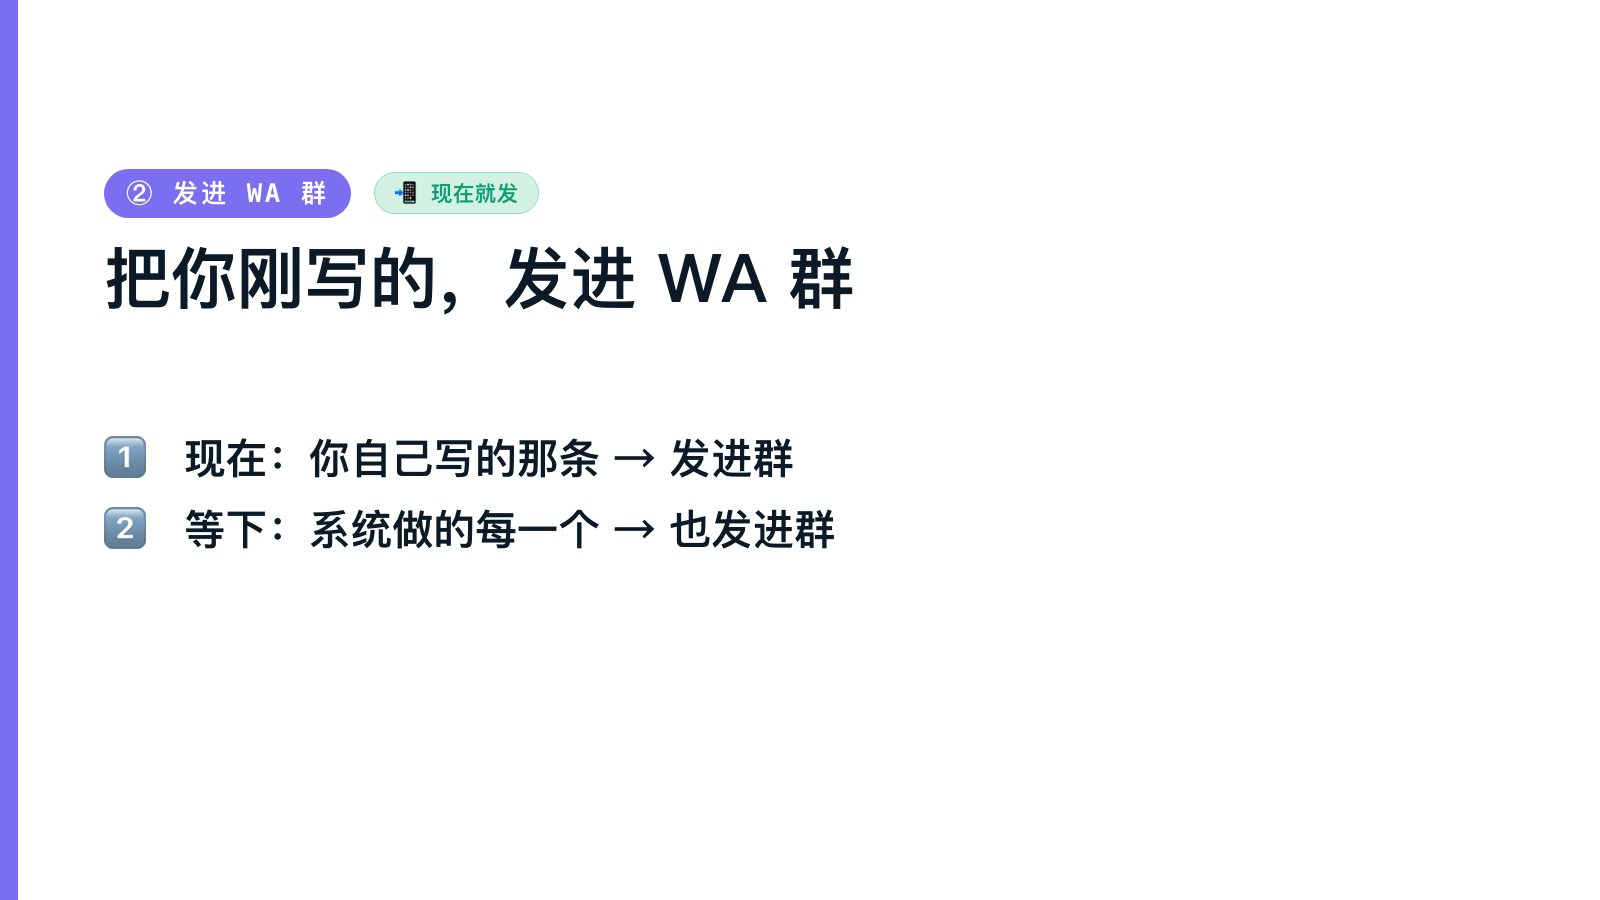 ② 发进 WA 群
📲 现在就发
把你刚写的，发进 WA 群
1️⃣ 现在：你自己写的那条 → 发进群
2️⃣ 等下：系统做的每一个 → 也发进群